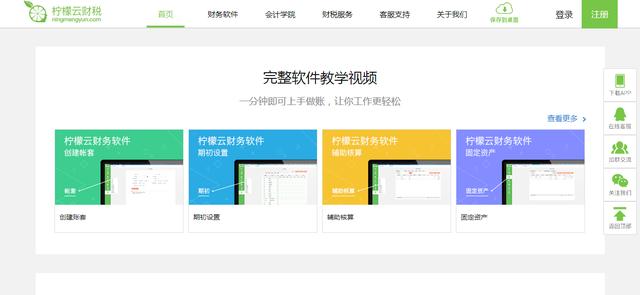 柠檬云财税
ningmengyun.com
首页
财务软件
会计学院
财税服务
客服支持
关于我们
保存到桌面
登录
注册
完整软件教学视频
一分钟即可上手做账，让你工作更轻松
查看更多 >
柠檬云财务软件
创建帐套
帐套
创建账套
柠檬云财务软件
期初设置
期初
期初设置
柠檬云财务软件
辅助核算
辅助核算
辅助核算
柠檬云财务软件
固定资产
固定资产
固定资产
下载APP
在线客服
加群交流
关注我们
返回顶部